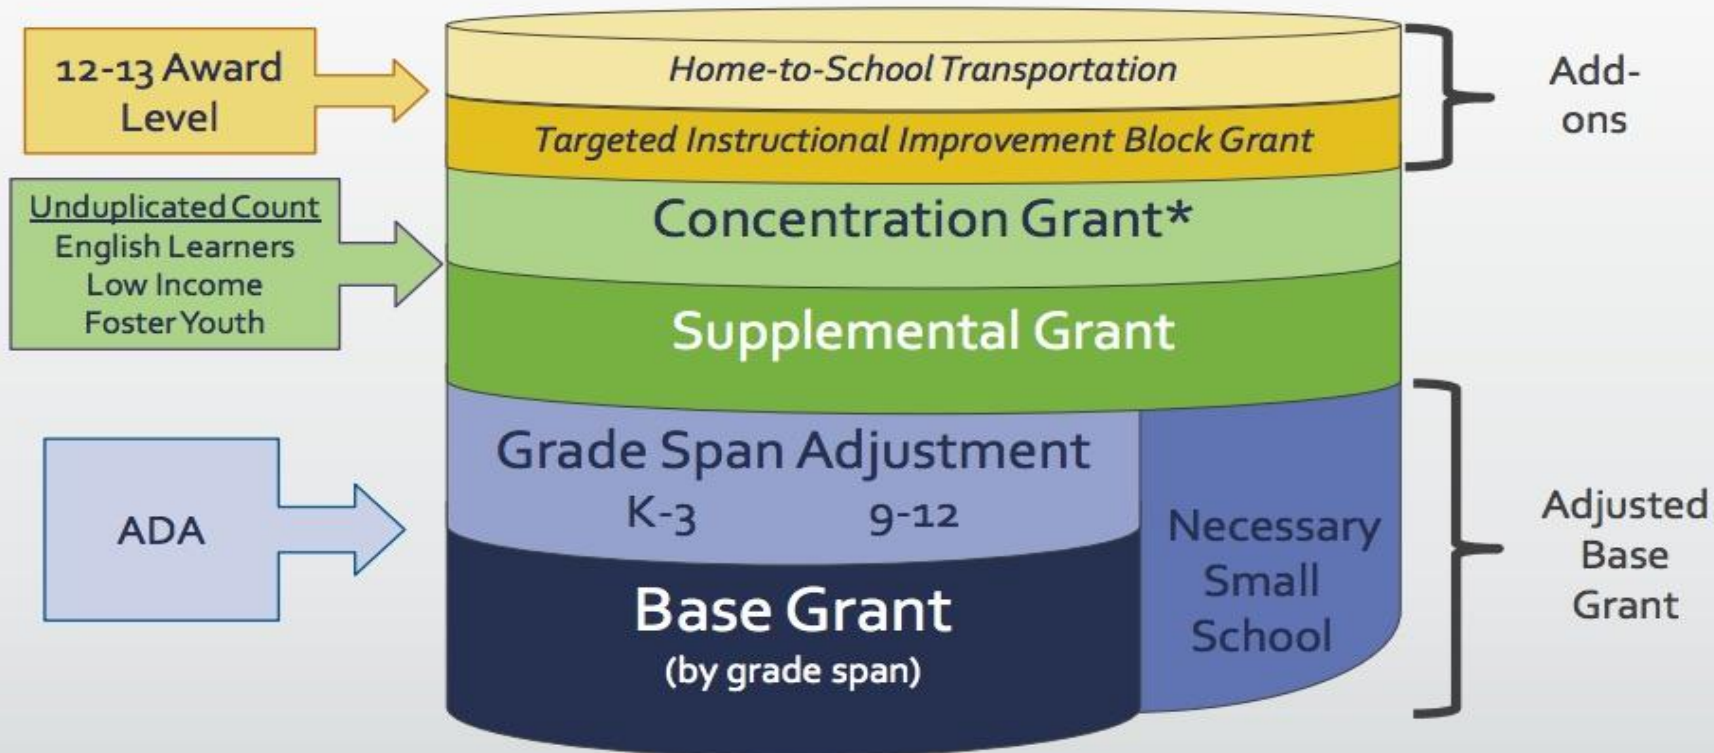 12-13 Award
Level
Home-to-School Transportation
Targeted Instructional Improvement Block Grant
Add-
ons
Unduplicated Count
English Learners
Low Income
Foster Youth
Concentration Grant*
Supplemental Grant
ADA
Grade Span Adjustment
K-3 9-12
Base Grant
(by grade span)
Necessary
Small
School
Adjusted
Base
Grant